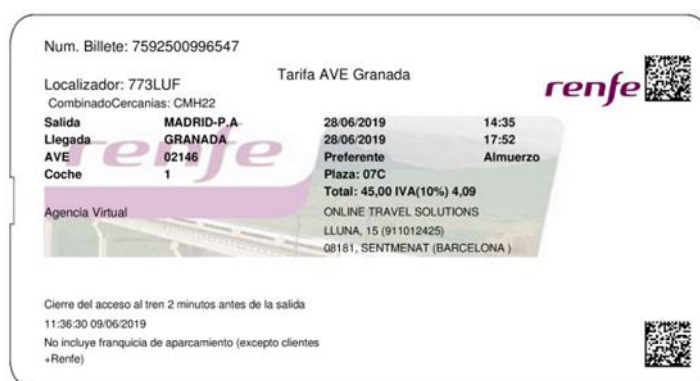 Num. Billete: 7592500996547
Tarifa AVE Granada
Localizador: 773LUF
renfe
CombinadoCercanias: CMH22
Salida MADRID-P.A 28/06/2019 14:35
Llegada GRANADA 28/06/2019 17:52
AVE 02146 Preferente Almuerzo
Coche 1 Plaza: 07C
Total: 45,00 IVA(10%) 4,09
Agencia Virtual ONLINE TRAVEL SOLUTIONS
LLUNA, 15 (911012425)
08181, SENTMENAT (BARCELONA )
renfe
Cierre del acceso al tren 2 minutos antes de la salida
11:36:30 09/06/2019
No incluye franquicia de aparcamiento (excepto clientes
+Renfe)